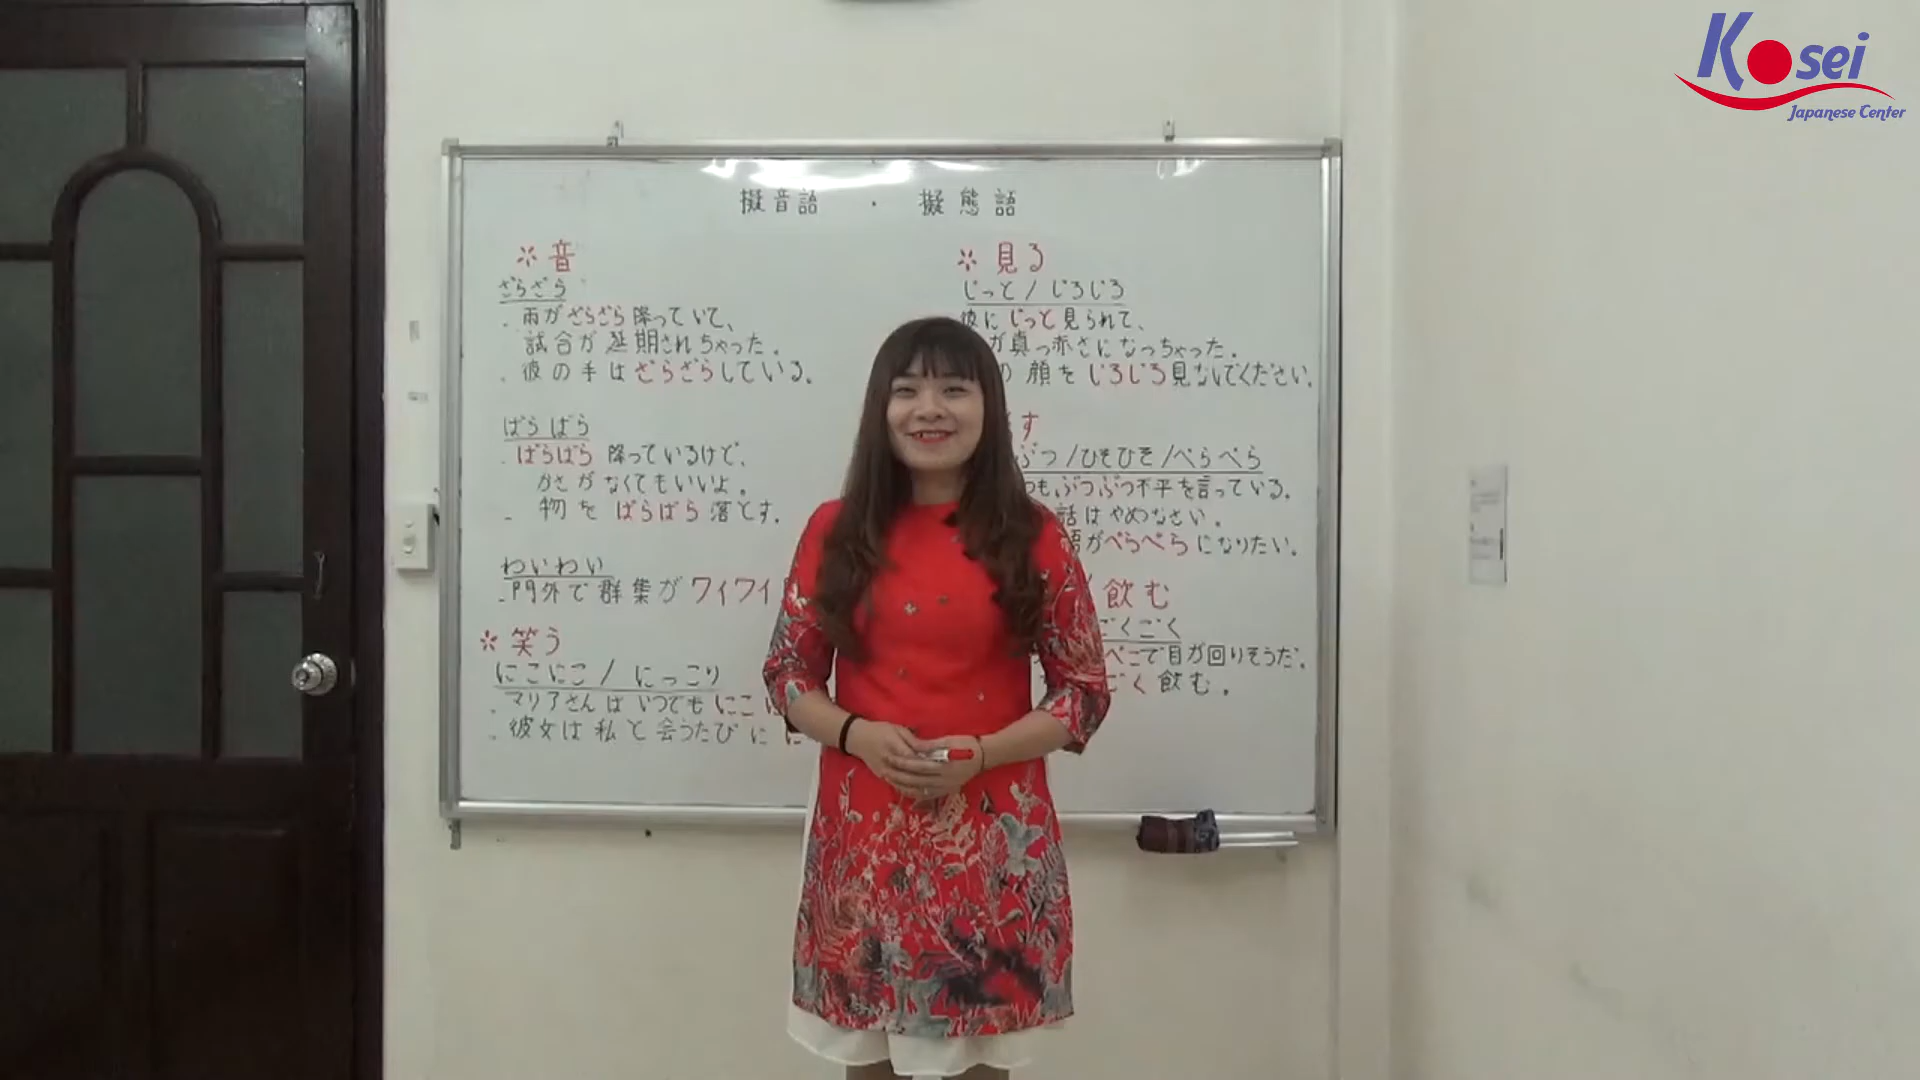 Kosei
Japanese Center
擬音語 ・ 擬態語
* 音
ざらざら
. 雨がざらざら降っていて、
試合が延期されちゃった。
. 彼の手はざらざらしている。
ばらばら
. ばらばら降っているけど、
かさがなくてもいいよ。
- 物をばらばら落とす.
わいわい
- 門外で群集がワイワイ
* 笑う
にこにこ / にっこり
. マリアさんはいつでもにこ
. 彼女は私と会うたびに
* 見る
じっと / じろじろ
彼にじっと見られて、
が真っ赤さになっちゃった。
の顔をじろじろ見ないでください.
す
ぶつ / ひそひそ / ぺらぺら
つもぶつぶつ不平を言っている.
話はやめなさい.
語がぺらぺらになりたい.
飲む
ごくごく
ぺこで目が回りそうだ.
ごく飲む.